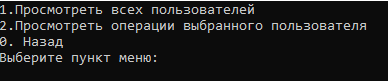 1.Просмотреть всех пользователей
2.Просмотреть операции выбранного пользователя
0. Назад
Выберите пункт меню: